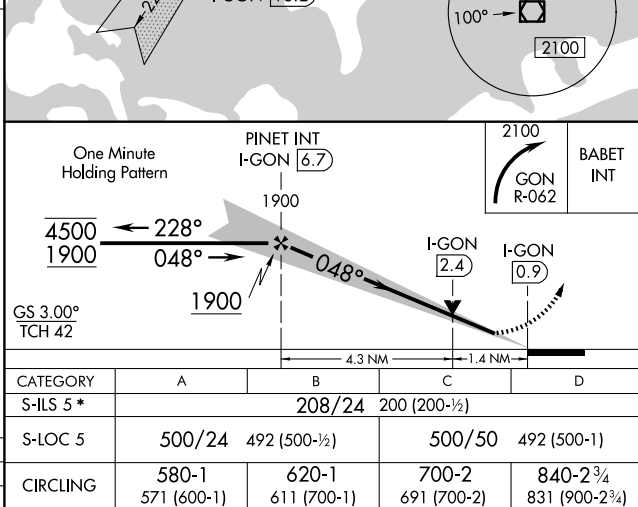 100°
2100
One Minute
Holding Pattern
PINET INT
I-GON 6.7
1900
2100
GON
R-062
BABET
INT
4500
1900
228°
048°
048°
1900
I-GON
2.4
I-GON
0.9
GS 3.00°
TCH 42
4.3 NM
1.4 NM
CATEGORY A B C D
S-ILS 5 * 208/24 200 (200-½)
S-LOC 5 500/24 492 (500-½) 500/50 492 (500-1)
CIRCLING 580-1 571 (600-1) 620-1 611 (700-1) 700-2 691 (700-2) 840-2¾ 831 (900-2¾)